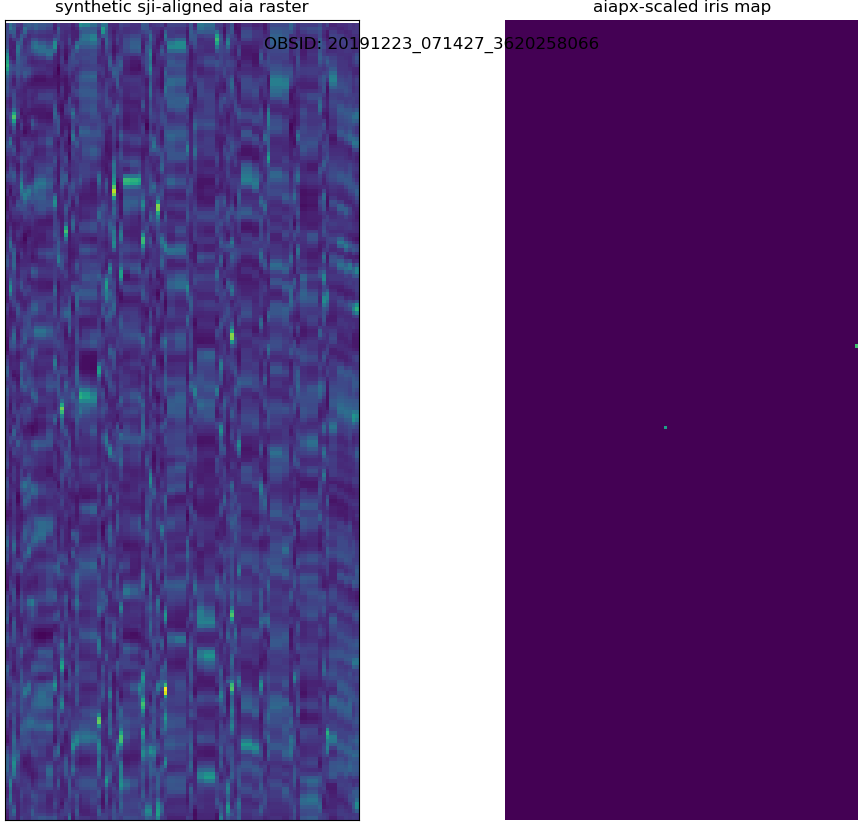 synthetic sji-aligned aia raster
aiapx-scaled iris map
OBSID: 20191223_071427_3620258066